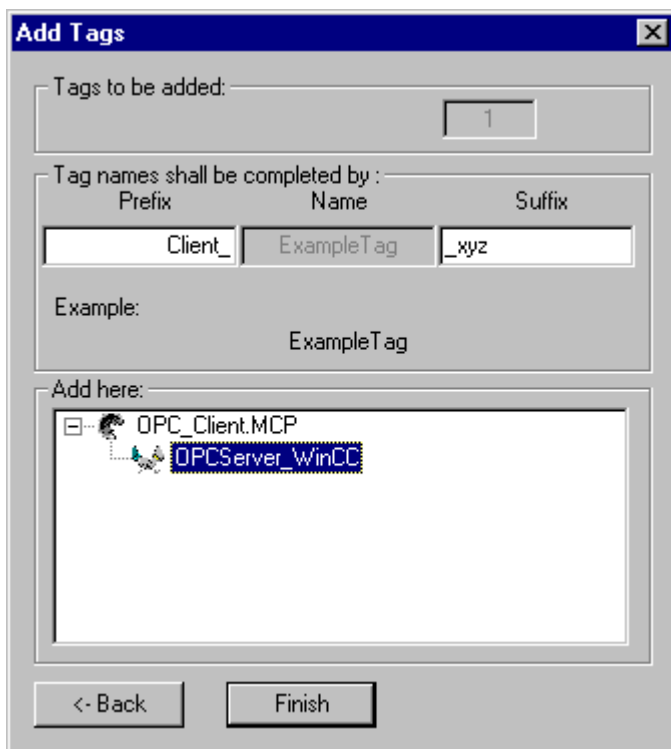 Add Tags
Tags to be added:
1
Tag names shall be completed by :
Prefix Name Suffix
Client_ ExampleTag _xyz
Example:
ExampleTag
Add here:
OPC_Client.MCP
OPCServer_WinCC
<- Back Finish